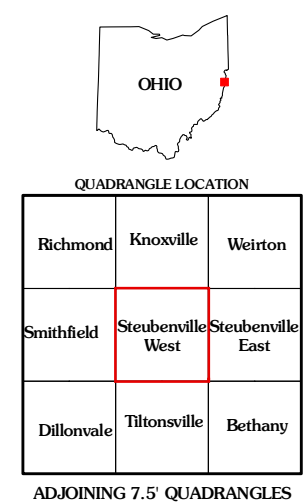 OHIO
QUADRANGLE LOCATION
Richmond Knoxville Weirton
Smithfield Steubenville West Steubenville East
Dillonvale Tiltonsville Bethany
ADJOINING 7.5' QUADRANGLES